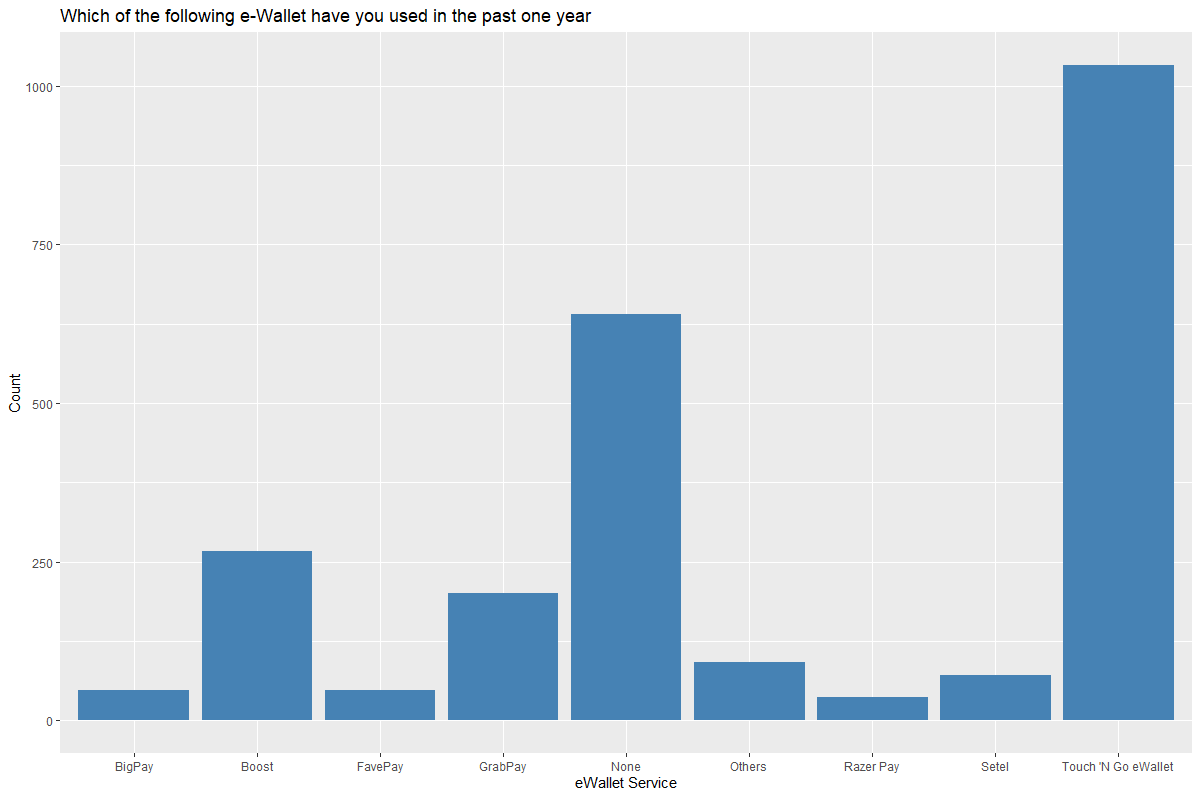 Which of the following e-Wallet have you used in the past one year
1000
750
500
250
0
Count
BigPay
Boost
FavePay
GrabPay
None
Others
Razer Pay
Setel
Touch 'N Go eWallet
eWallet Service